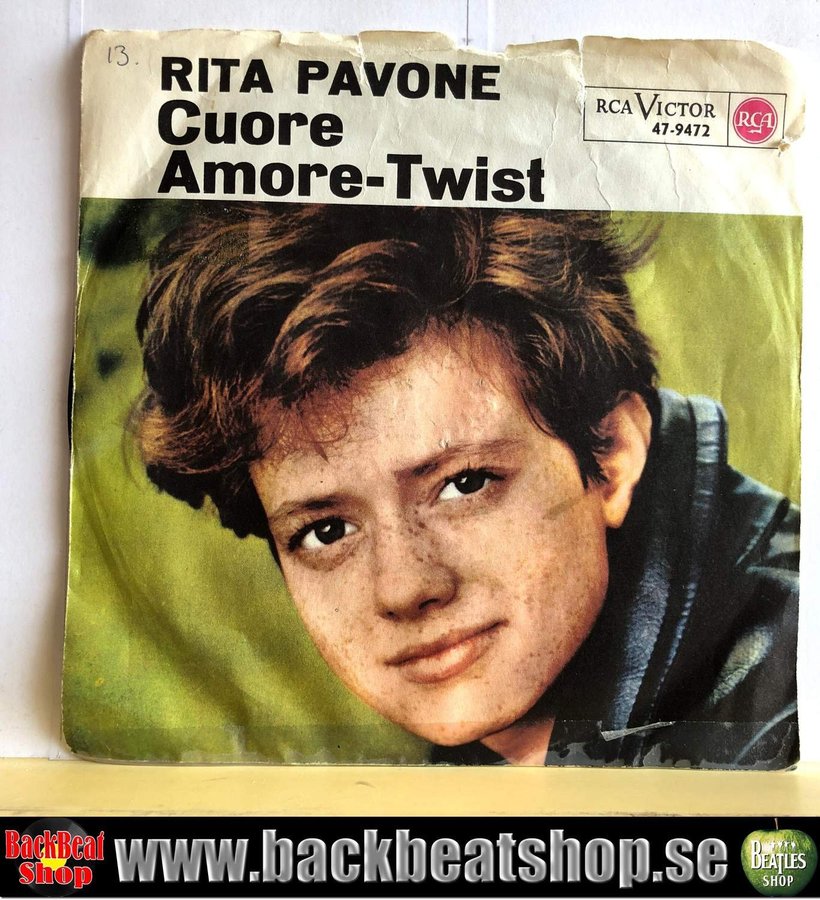 13.
RITA PAVONE
Cuore
Amore-Twist
RCA VICTOR
47-9472
RCA
BackBeat
Shop
www.backbeatshop.se
BEATLES
SHOP